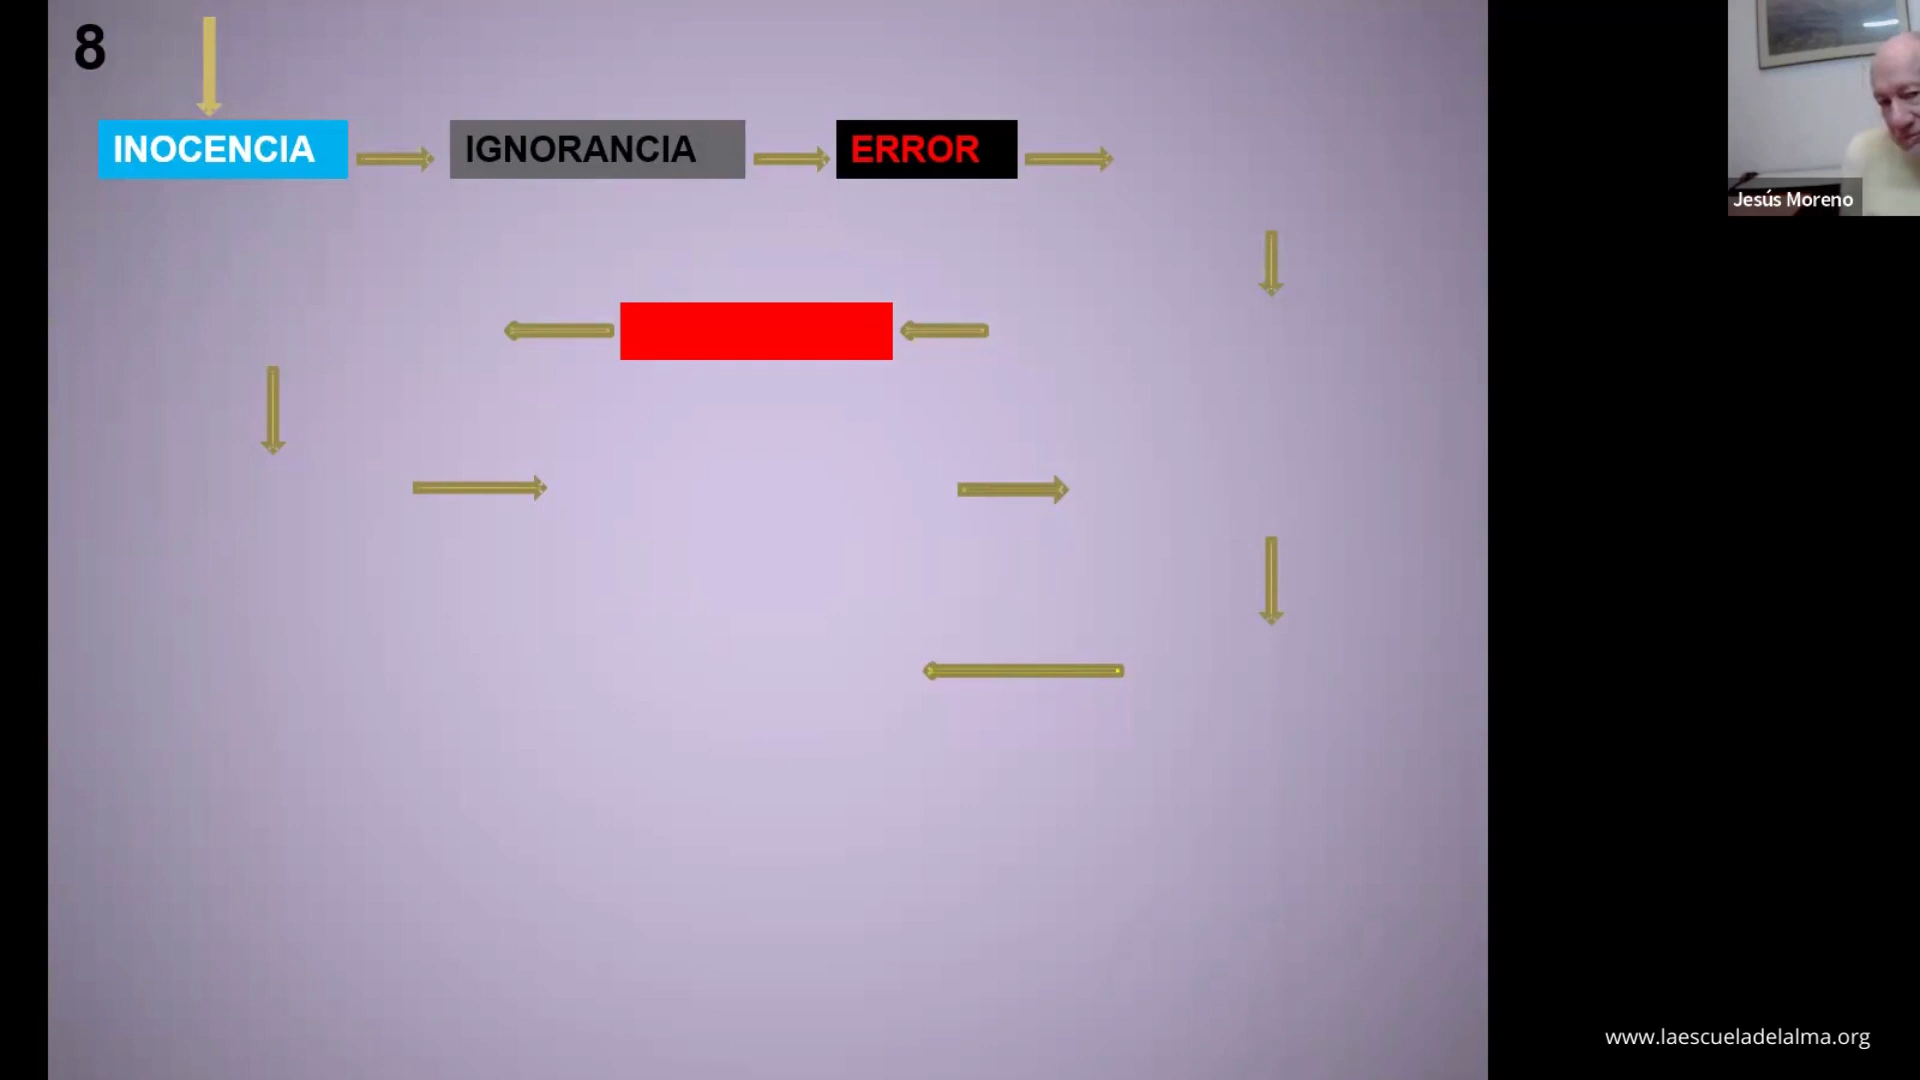 8
INOCENCIA
IGNORANCIA
ERROR
Jesús Moreno
www.laescueladelalma.org